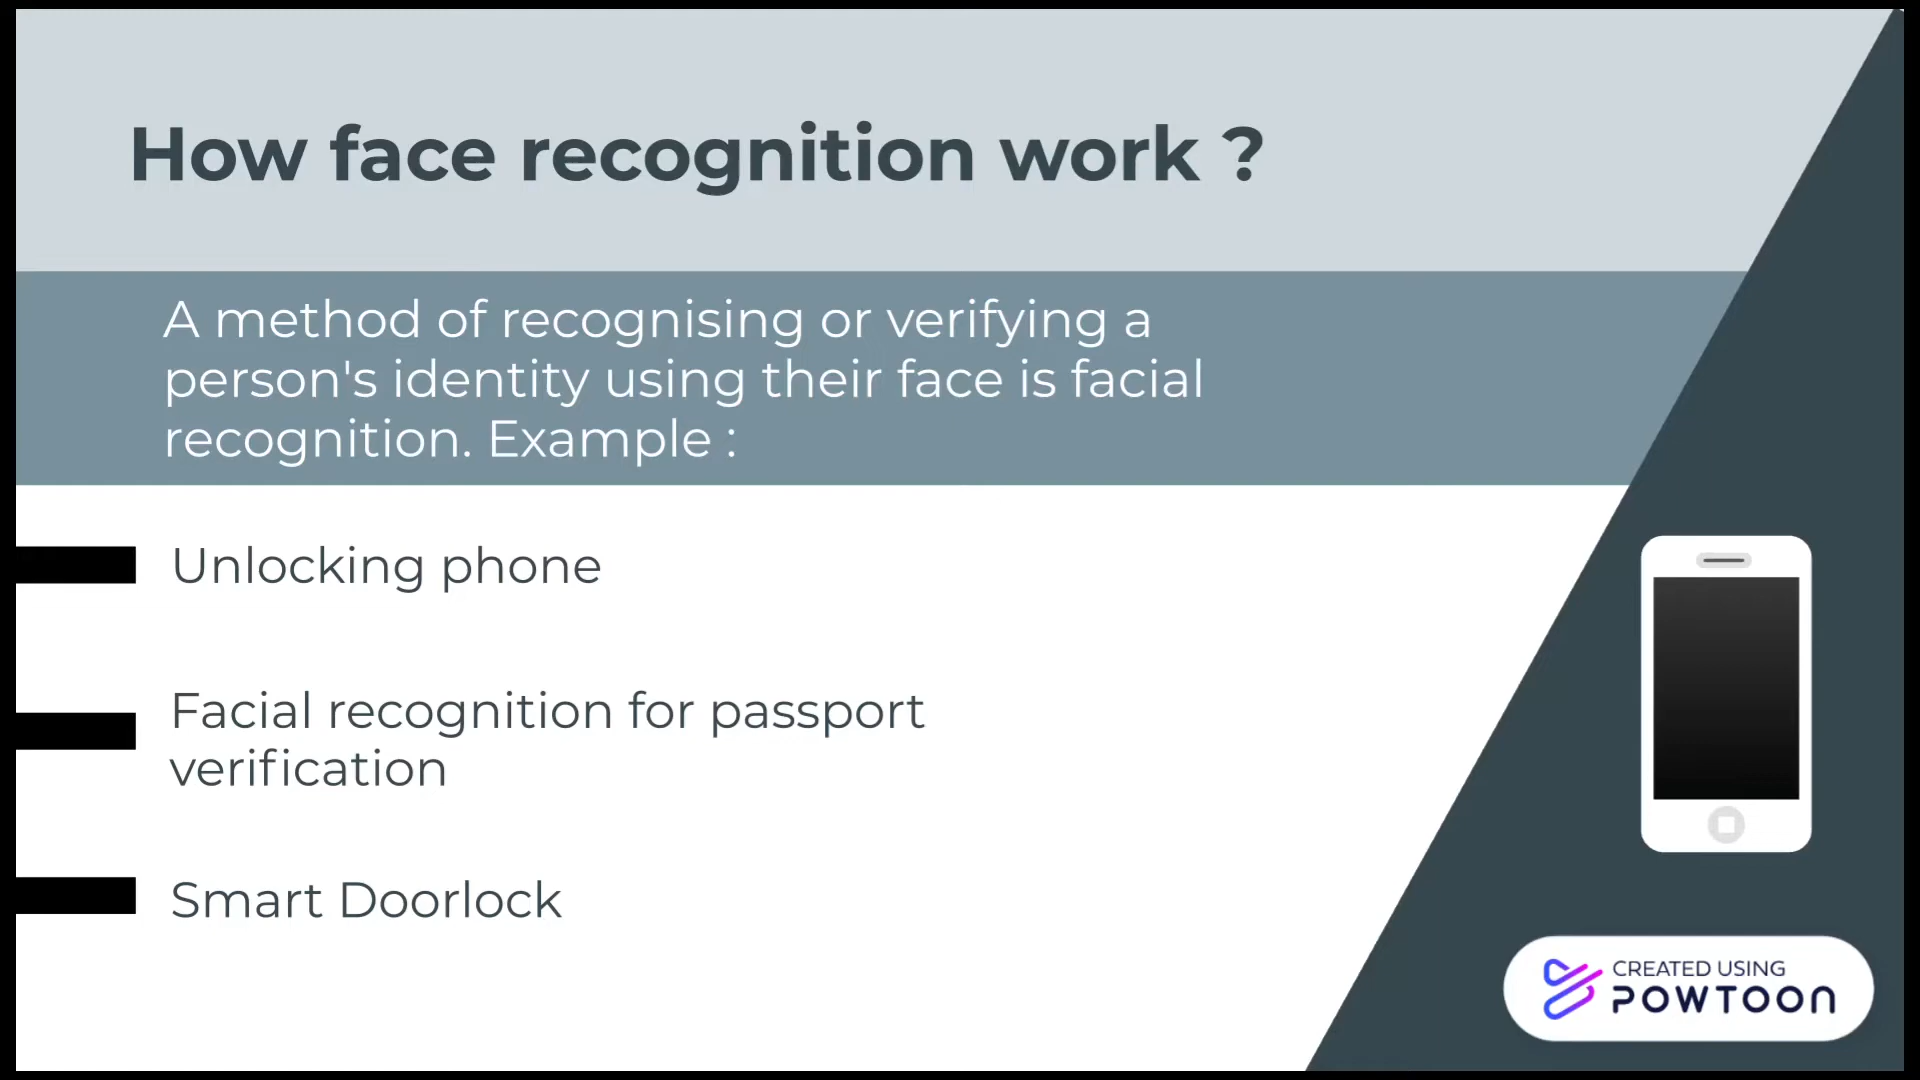 How face recognition work ?
A method of recognising or verifying a
person's identity using their face is facial
recognition. Example :
Unlocking phone
Facial recognition for passport
verification
Smart Doorlock
CREATED USING
POWTOON